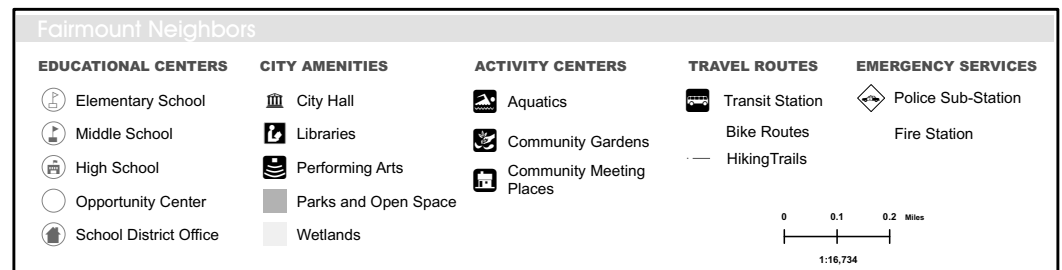 Fairmount Neighbors
EDUCATIONAL CENTERS
Elementary School
Middle School
High School
Opportunity Center
School District Office
CITY AMENITIES
City Hall
Libraries
Performing Arts
Parks and Open Space
Wetlands
ACTIVITY CENTERS
Aquatics
Community Gardens
Community Meeting
Places
TRAVEL ROUTES
Transit Station
Bike Routes
HikingTrails
EMERGENCY SERVICES
Police Sub-Station
Fire Station
0 0.1 0.2 Miles
1:16,734